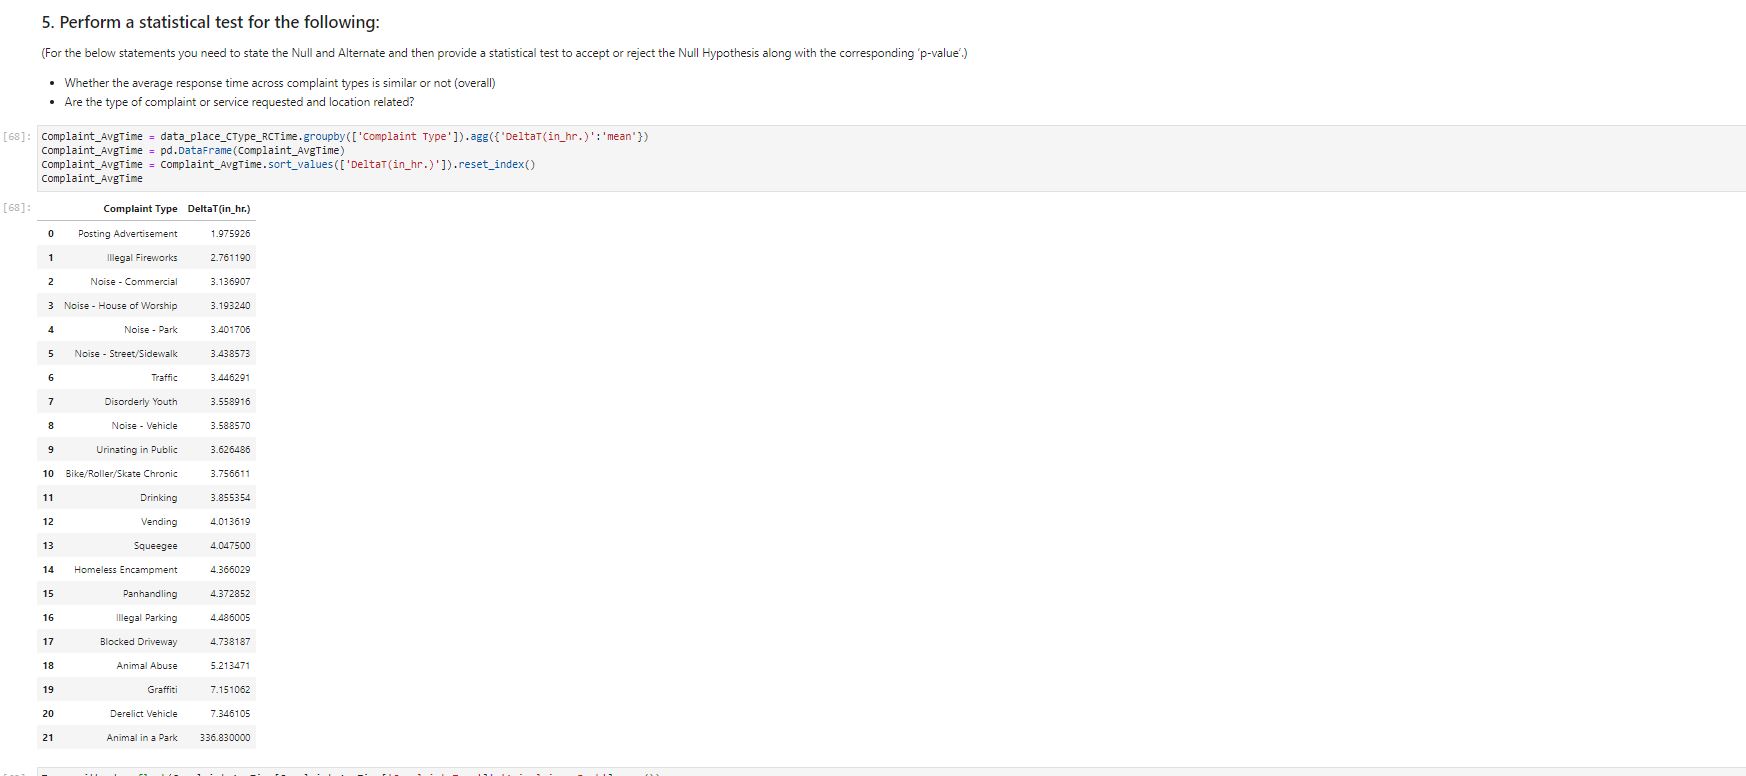 5. Perform a statistical test for the following:
(For the below statements you need to state the Null and Alternate and then provide a statistical test to accept or reject the Null Hypothesis along with the corresponding 'p-value'.)
• Whether the average response time across complaint types is similar or not (overall)
• Are the type of complaint or service requested and location related?
[68]: Complaint_AvgTime = data_place_CType_RCTime.groupby(['Complaint Type']).agg({'DeltaT(in_hr.)':'mean'})
Complaint_AvgTime = pd.DataFrame(Complaint_AvgTime)
Complaint_AvgTime = Complaint_AvgTime.sort_values(['DeltaT(in_hr.)']).reset_index()
Complaint_AvgTime
[68]: Complaint Type DeltaT(in_hr.)
0 Posting Advertisement 1.975926
1 Illegal Fireworks 2.761190
2 Noise - Commercial 3.136907
3 Noise - House of Worship 3.193240
4 Noise - Park 3.401706
5 Noise - Street/Sidewalk 3.438573
6 Traffic 3.446291
7 Disorderly Youth 3.558916
8 Noise - Vehicle 3.588570
9 Urinating in Public 3.626486
10 Bike/Roller/Skate Chronic 3.756611
11 Drinking 3.855354
12 Vending 4.013619
13 Squeegee 4.047500
14 Homeless Encampment 4.366029
15 Panhandling 4.372852
16 Illegal Parking 4.486005
17 Blocked Driveway 4.738187
18 Animal Abuse 5.213471
19 Graffiti 7.151062
20 Derelict Vehicle 7.346105
21 Animal in a Park 336.830000